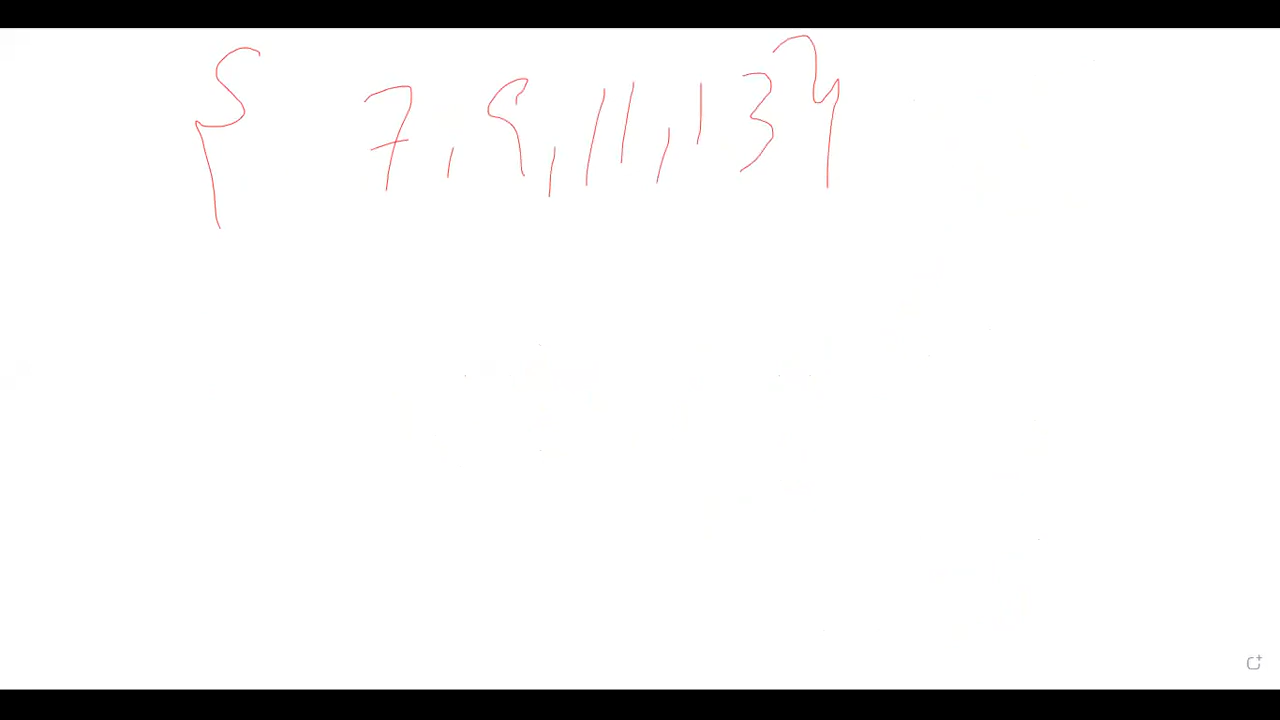 { 7, 9, 11, 13}